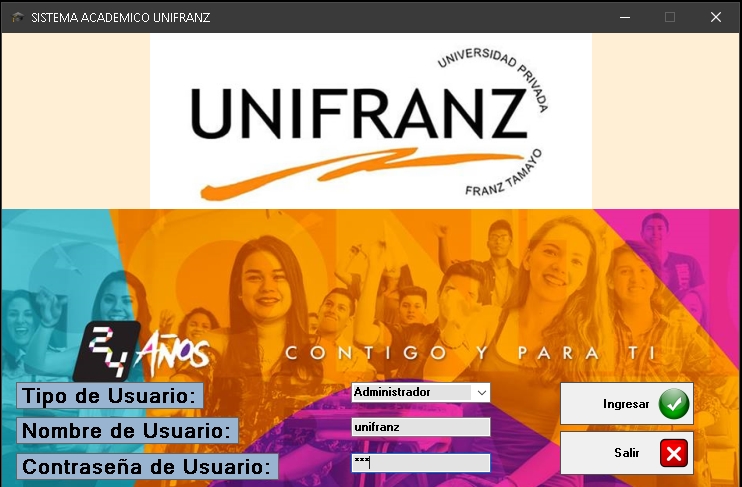 SISTEMA ACADEMICO UNIFRANZ
UNIVERSIDAD PRIVADA
UNIFRANZ
FRANZ TAMAYO
24 AÑOS
CONTIGO Y PARA TI
Tipo de Usuario:
Administrador
Ingresar
Nombre de Usuario:
unifranz
Salir
Contraseña de Usuario:
***